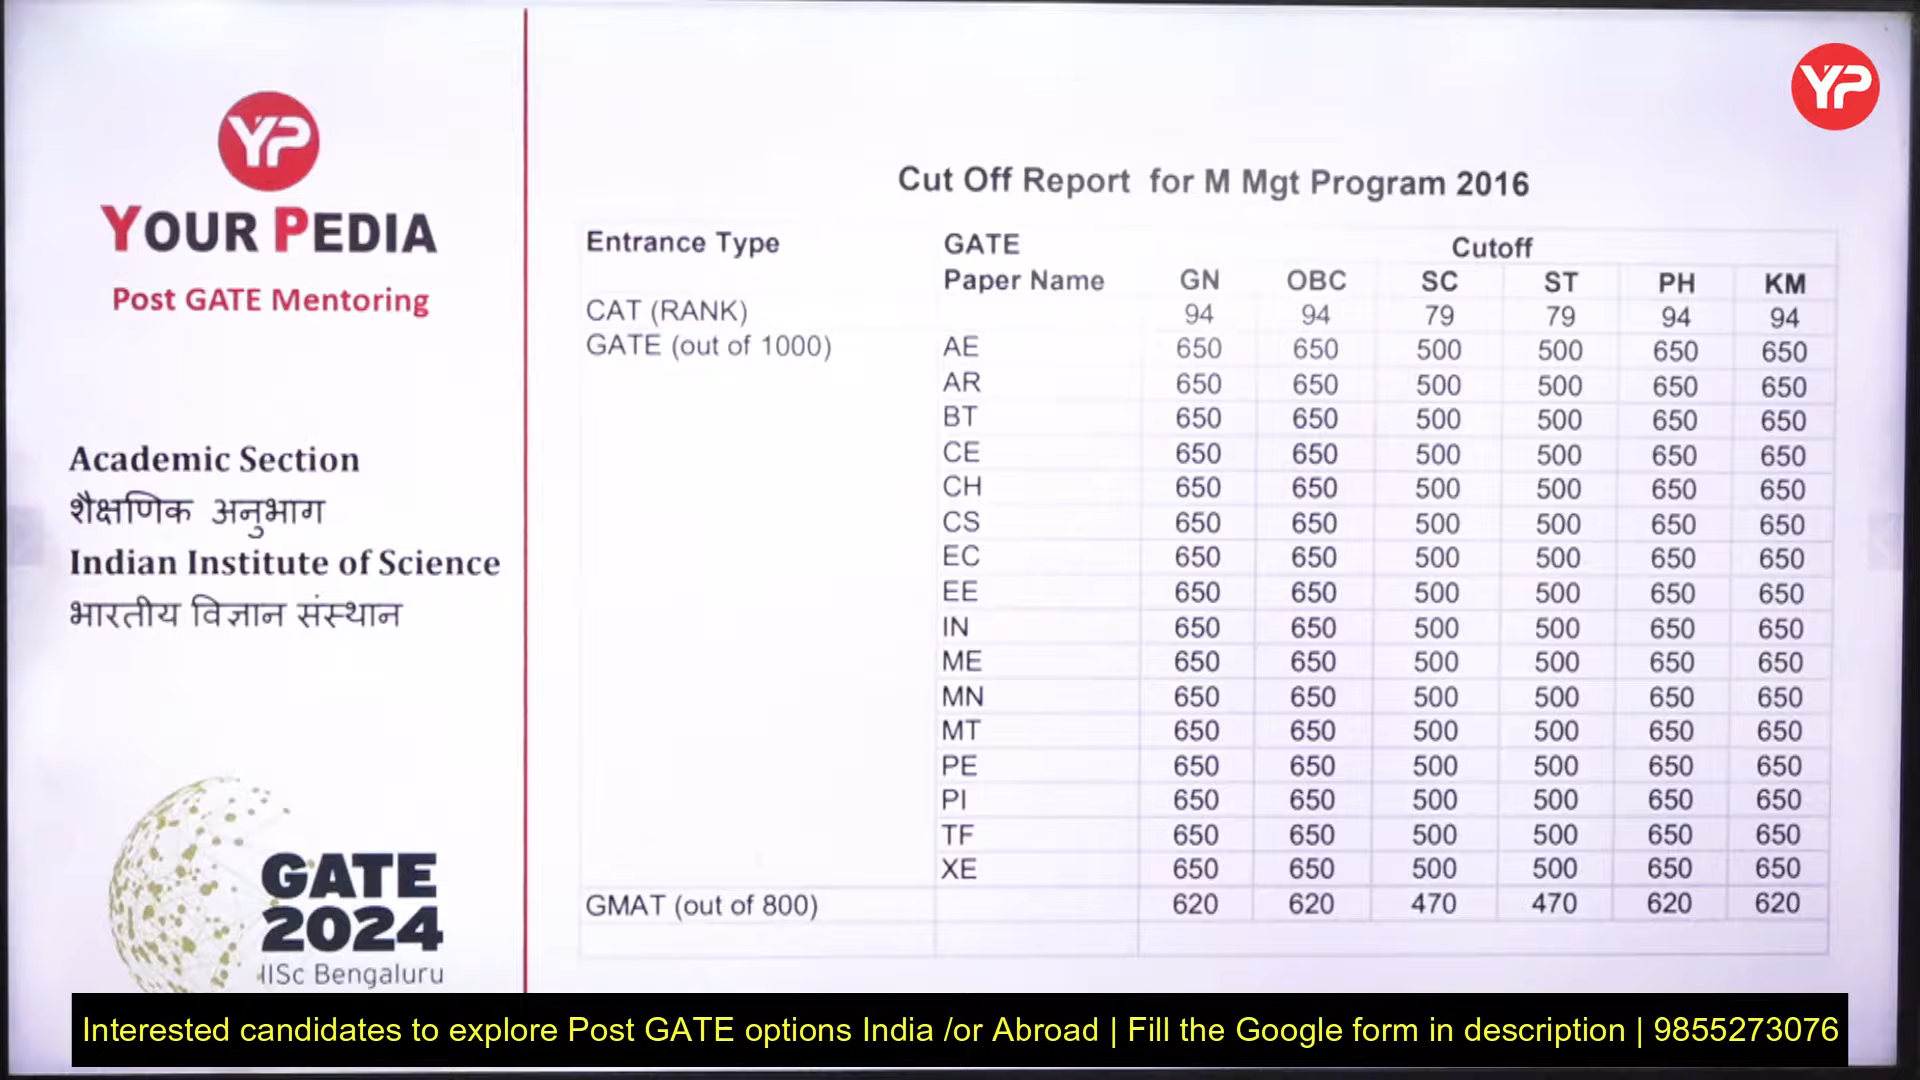 YP
YOUR PEDIA
Post GATE Mentoring
Academic Section
शैक्षणिक अनुभाग
Indian Institute of Science
भारतीय विज्ञान संस्थान
GATE
2024
IISc Bengaluru
YP
Cut Off Report for M Mgt Program 2016
Entrance Type GATE Cutoff
Paper Name GN OBC SC ST PH KM
CAT (RANK) 94 94 79 79 94 94
GATE (out of 1000) AE 650 650 500 500 650 650
AR 650 650 500 500 650 650
BT 650 650 500 500 650 650
CE 650 650 500 500 650 650
CH 650 650 500 500 650 650
CS 650 650 500 500 650 650
EC 650 650 500 500 650 650
EE 650 650 500 500 650 650
IN 650 650 500 500 650 650
ME 650 650 500 500 650 650
MN 650 650 500 500 650 650
MT 650 650 500 500 650 650
PE 650 650 500 500 650 650
PI 650 650 500 500 650 650
TF 650 650 500 500 650 650
XE 650 650 500 500 650 650
GMAT (out of 800) 620 620 470 470 620 620
Interested candidates to explore Post GATE options India /or Abroad | Fill the Google form in description | 9855273076